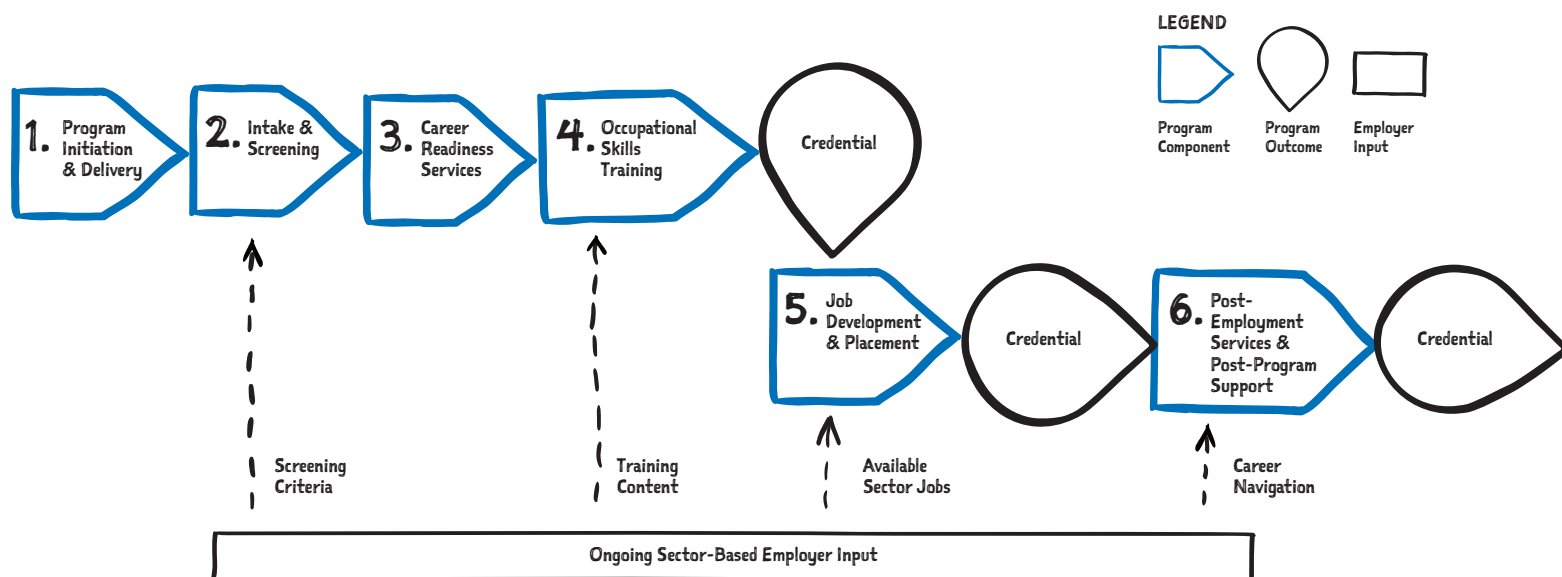 LEGEND
Program
Component
Program
Outcome
Employer
Input
1. Program
Initiation
& Delivery
2. Intake &
Screening
3. Career
Readiness
Services
4. Occupational
Skills
Training
Credential
5. Job
Development
& Placement
Credential
6. Post-
Employment
Services &
Post-Program
Support
Credential
Screening
Criteria
Training
Content
Available
Sector Jobs
Career
Navigation
Ongoing Sector-Based Employer Input